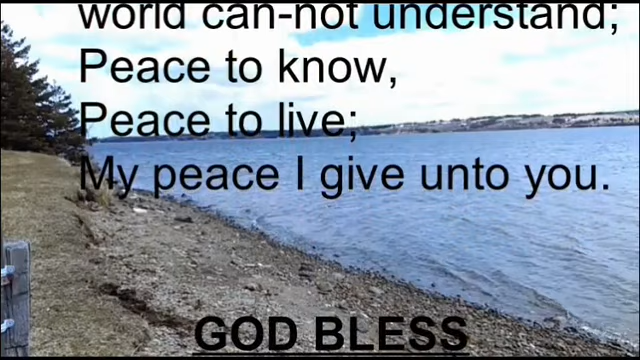 world can-not understand;
Peace to know,
Peace to live;
My peace I give unto you.
GOD BLESS